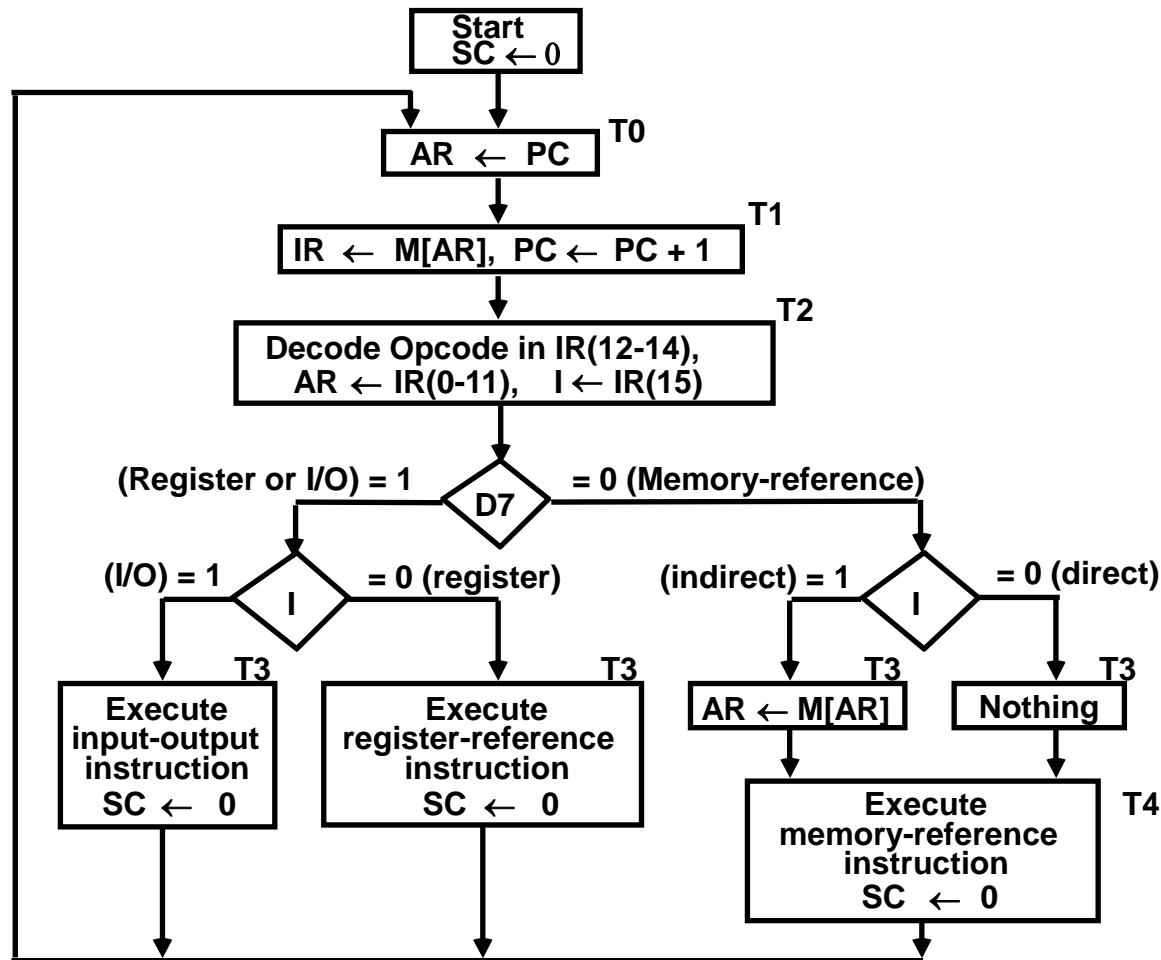 Start
SC ← 0
T0
AR ← PC
T1
IR ← M[AR], PC ← PC + 1
T2
Decode Opcode in IR(12-14),
AR ← IR(0-11), I ← IR(15)
(Register or I/O) = 1
D7
= 0 (Memory-reference)
(I/O) = 1
I
= 0 (register)
(indirect) = 1
I
= 0 (direct)
T3
Execute
input-output
instruction
SC ← 0
T3
Execute
register-reference
instruction
SC ← 0
T3
AR ← M[AR]
T3
Nothing
Execute
memory-reference
instruction
SC ← 0
T4